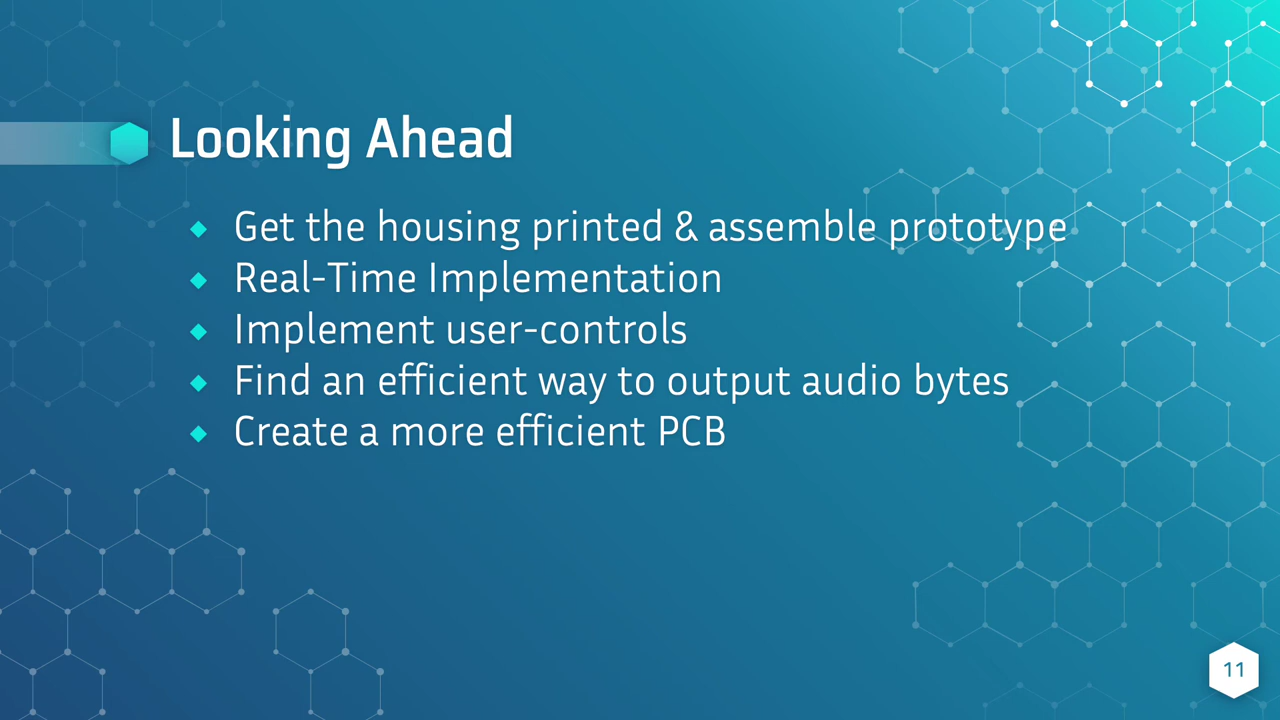 Looking Ahead
Get the housing printed & assemble prototype
Real-Time Implementation
Implement user-controls
Find an efficient way to output audio bytes
Create a more efficient PCB
11